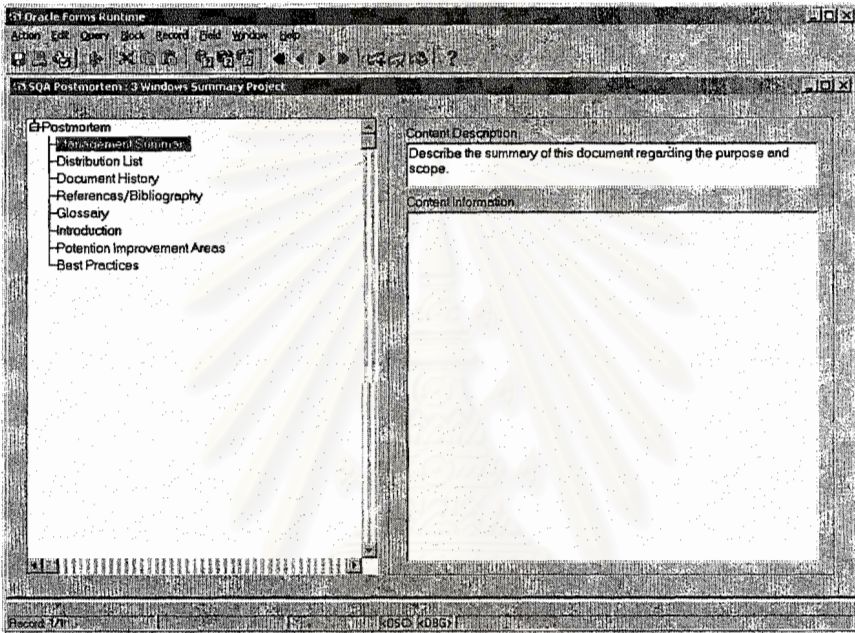 Oracle Forms Runtime
Action Edit Query Block Record Field Window Help
SQA Postmortem : 3 Windows Summary Project
Postmortem
Management Summary
Distribution List
Document History
References/Bibliography
Glossary
Introduction
Potention Improvement Areas
Best Practices
Content Description
Describe the summary of this document regarding the purpose and
scope.
Content Information
Record: 1/1
<OSC> <DBG>